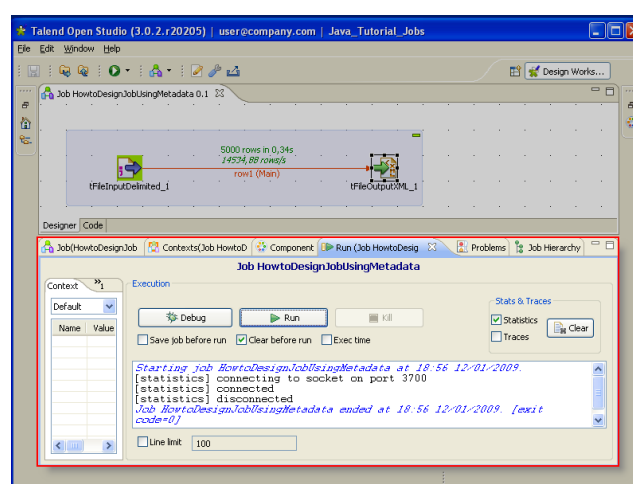 Talend Open Studio (3.0.2.r20205) | user@company.com | Java_Tutorial_Jobs
File Edit Window Help
Design Works...
Job HowtoDesignJobUsingMetadata 0.1
5000 rows in 0,34s
14534,88 rows/s
row1 (Main)
tFileInputDelimited_1
tFileOutputXML_1
Designer Code
Job(HowtoDesignJob Contexts(Job HowtoD Component Run (Job HowtoDesig Problems Job Hierarchy
Job HowtoDesignJobUsingMetadata
Context »1
Execution
Default
Name Value
Debug Run Kill
Save job before run Clear before run Exec time
Stats & Traces
Statistics
Traces
Clear
Starting job HowtoDesignJobUsingMetadata at 18:56 12/01/2009.
[statistics] connecting to socket on port 3700
[statistics] connected
[statistics] disconnected
Job HowtoDesignJobUsingMetadata ended at 18:56 12/01/2009. [exit
code=0]
Line limit 100